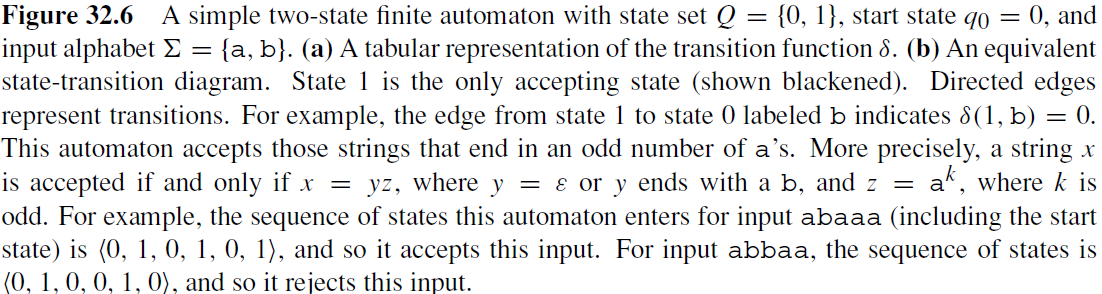 Figure 32.6 A simple two-state finite automaton with state set Q = {0, 1}, start state q₀ = 0, and
input alphabet Σ = {a, b}. (a) A tabular representation of the transition function δ. (b) An equivalent
state-transition diagram. State 1 is the only accepting state (shown blackened). Directed edges
represent transitions. For example, the edge from state 1 to state 0 labeled b indicates δ(1, b) = 0.
This automaton accepts those strings that end in an odd number of a’s. More precisely, a string x
is accepted if and only if x = yz, where y = ε or y ends with a b, and z = aᵏ, where k is
odd. For example, the sequence of states this automaton enters for input abaaa (including the start
state) is ⟨0, 1, 0, 1, 0, 1⟩, and so it accepts this input. For input abbaa, the sequence of states is
⟨0, 1, 0, 0, 1, 0⟩, and so it rejects this input.